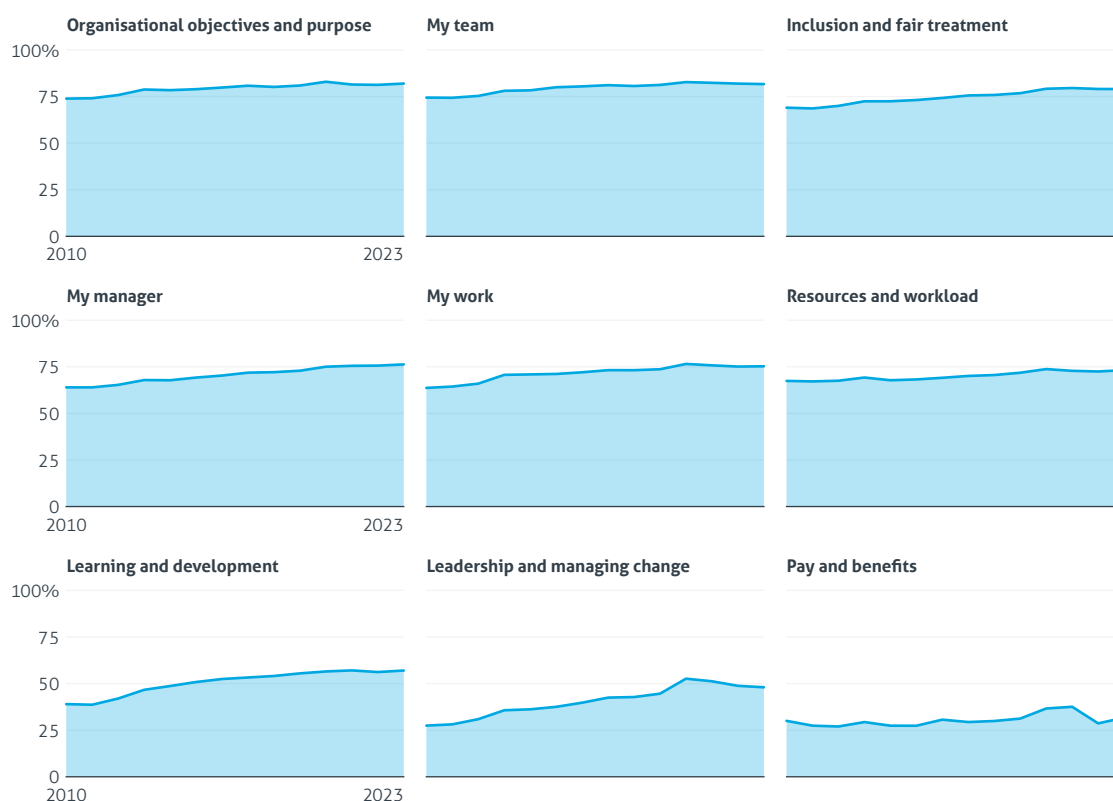 Organisational objectives and purpose
My team
Inclusion and fair treatment
100%
75
50
25
0
2010
2023
My manager
My work
Resources and workload
100%
75
50
25
0
2010
2023
Learning and development
Leadership and managing change
Pay and benefits
100%
75
50
25
0
2010
2023